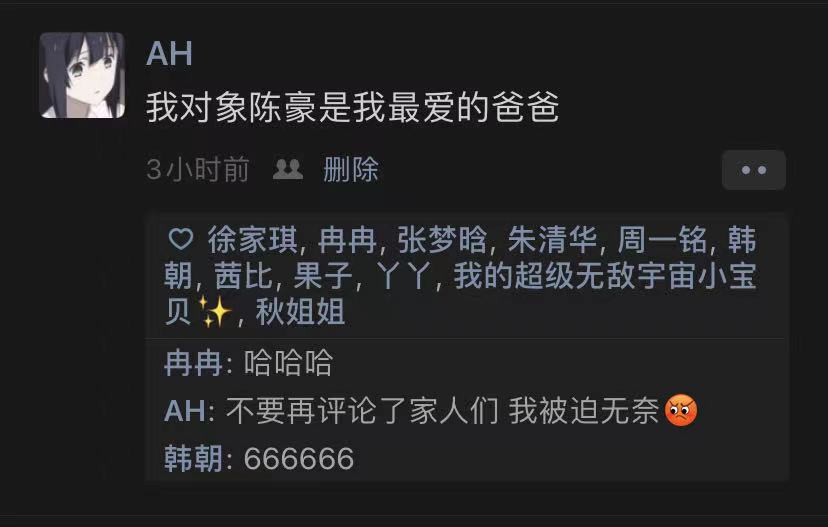 AH
我对象陈豪是我最爱的爸爸
3小时前 删除
徐家琪, 冉冉, 张梦晗, 朱清华, 周一铭, 韩
朝, 茜比, 果子, 丫丫, 我的超级无敌宇宙小宝
贝✨, 秋姐姐
冉冉: 哈哈哈
AH: 不要再评论了家人们 我被迫无奈😡
韩朝: 666666